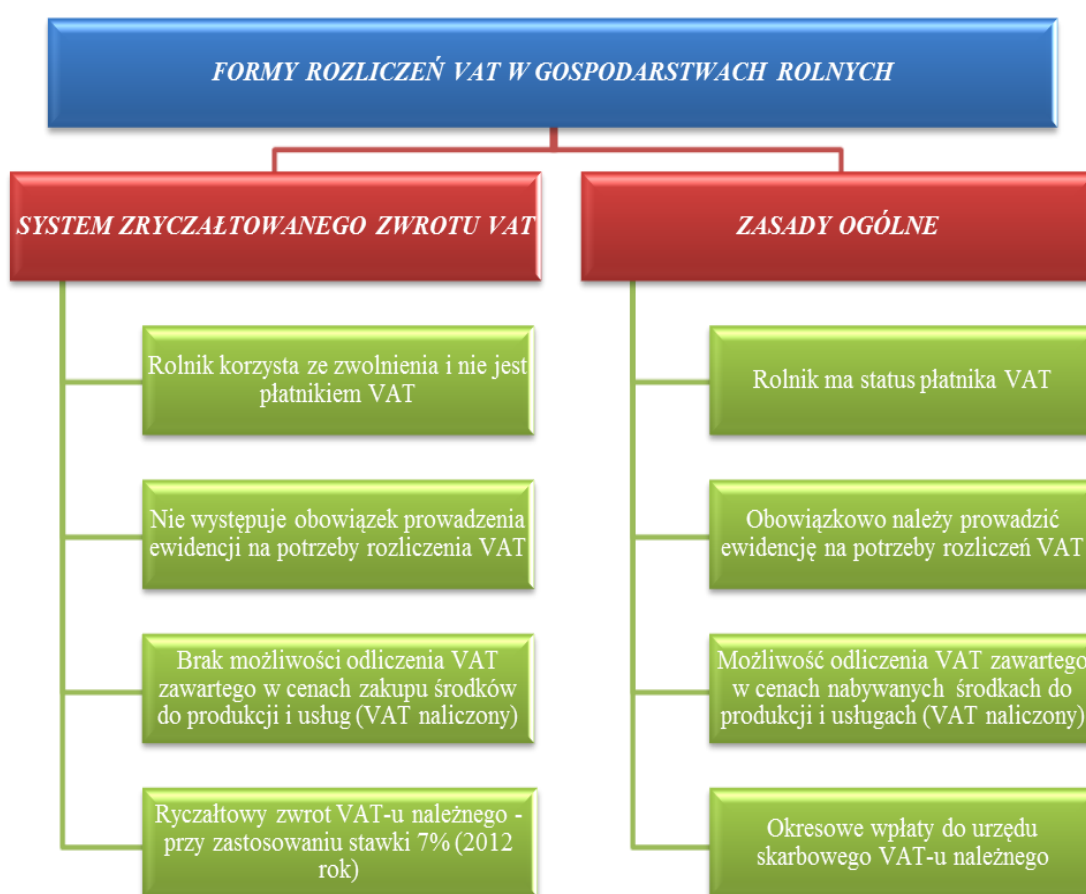 FORMY ROZLICZEŃ VAT W GOSPODARSTWACH ROLNYCH
SYSTEM ZRYCZAŁTOWANEGO ZWROTU VAT
Rolnik korzysta ze zwolnienia i nie jest
płatnikiem VAT
Nie występuje obowiązek prowadzenia
ewidencji na potrzeby rozliczenia VAT
Brak możliwości odliczenia VAT
zawartego w cenach zakupu środków
do produkcji i usług (VAT naliczony)
Ryczałtowy zwrot VAT-u należnego -
przy zastosowaniu stawki 7% (2012
rok)
ZASADY OGÓLNE
Rolnik ma status płatnika VAT
Obowiązkowo należy prowadzić
ewidencję na potrzeby rozliczeń VAT
Możliwość odliczenia VAT zawartego
w cenach nabywanych środkach do
produkcji i usługach (VAT naliczony)
Okresowe wpłaty do urzędu
skarbowego VAT-u należnego